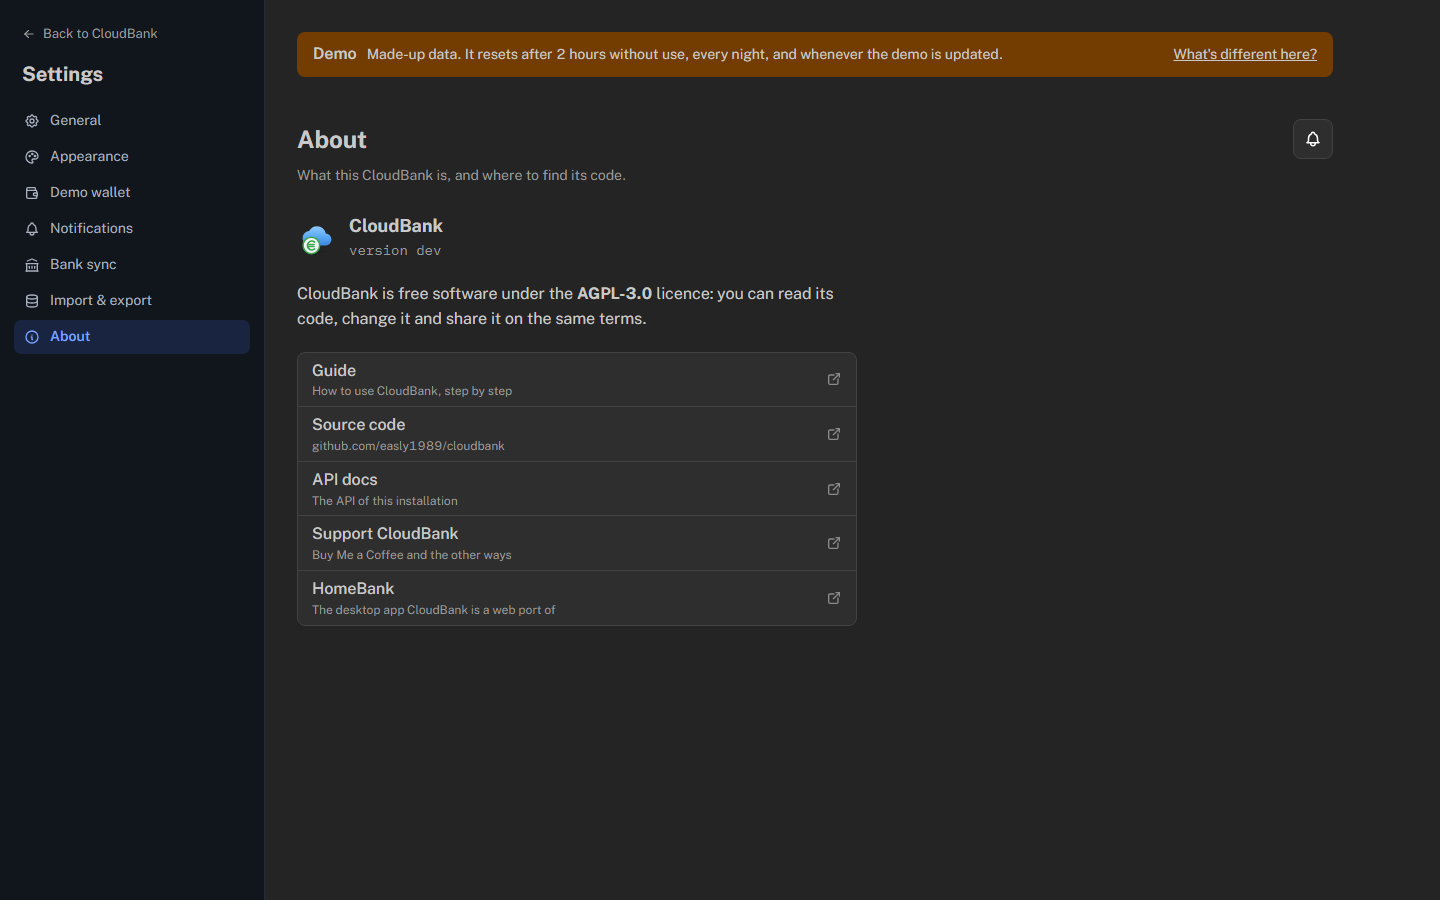 Back to CloudBank
Settings
General
Appearance
Demo wallet
Notifications
Bank sync
Import & export
About
Demo Made-up data. It resets after 2 hours without use, every night, and whenever the demo is updated. What's different here?
About
What this CloudBank is, and where to find its code.
CloudBank
version dev
CloudBank is free software under the AGPL-3.0 licence: you can read its
code, change it and share it on the same terms.
Guide
How to use CloudBank, step by step
Source code
github.com/easly1989/cloudbank
API docs
The API of this installation
Support CloudBank
Buy Me a Coffee and the other ways
HomeBank
The desktop app CloudBank is a web port of